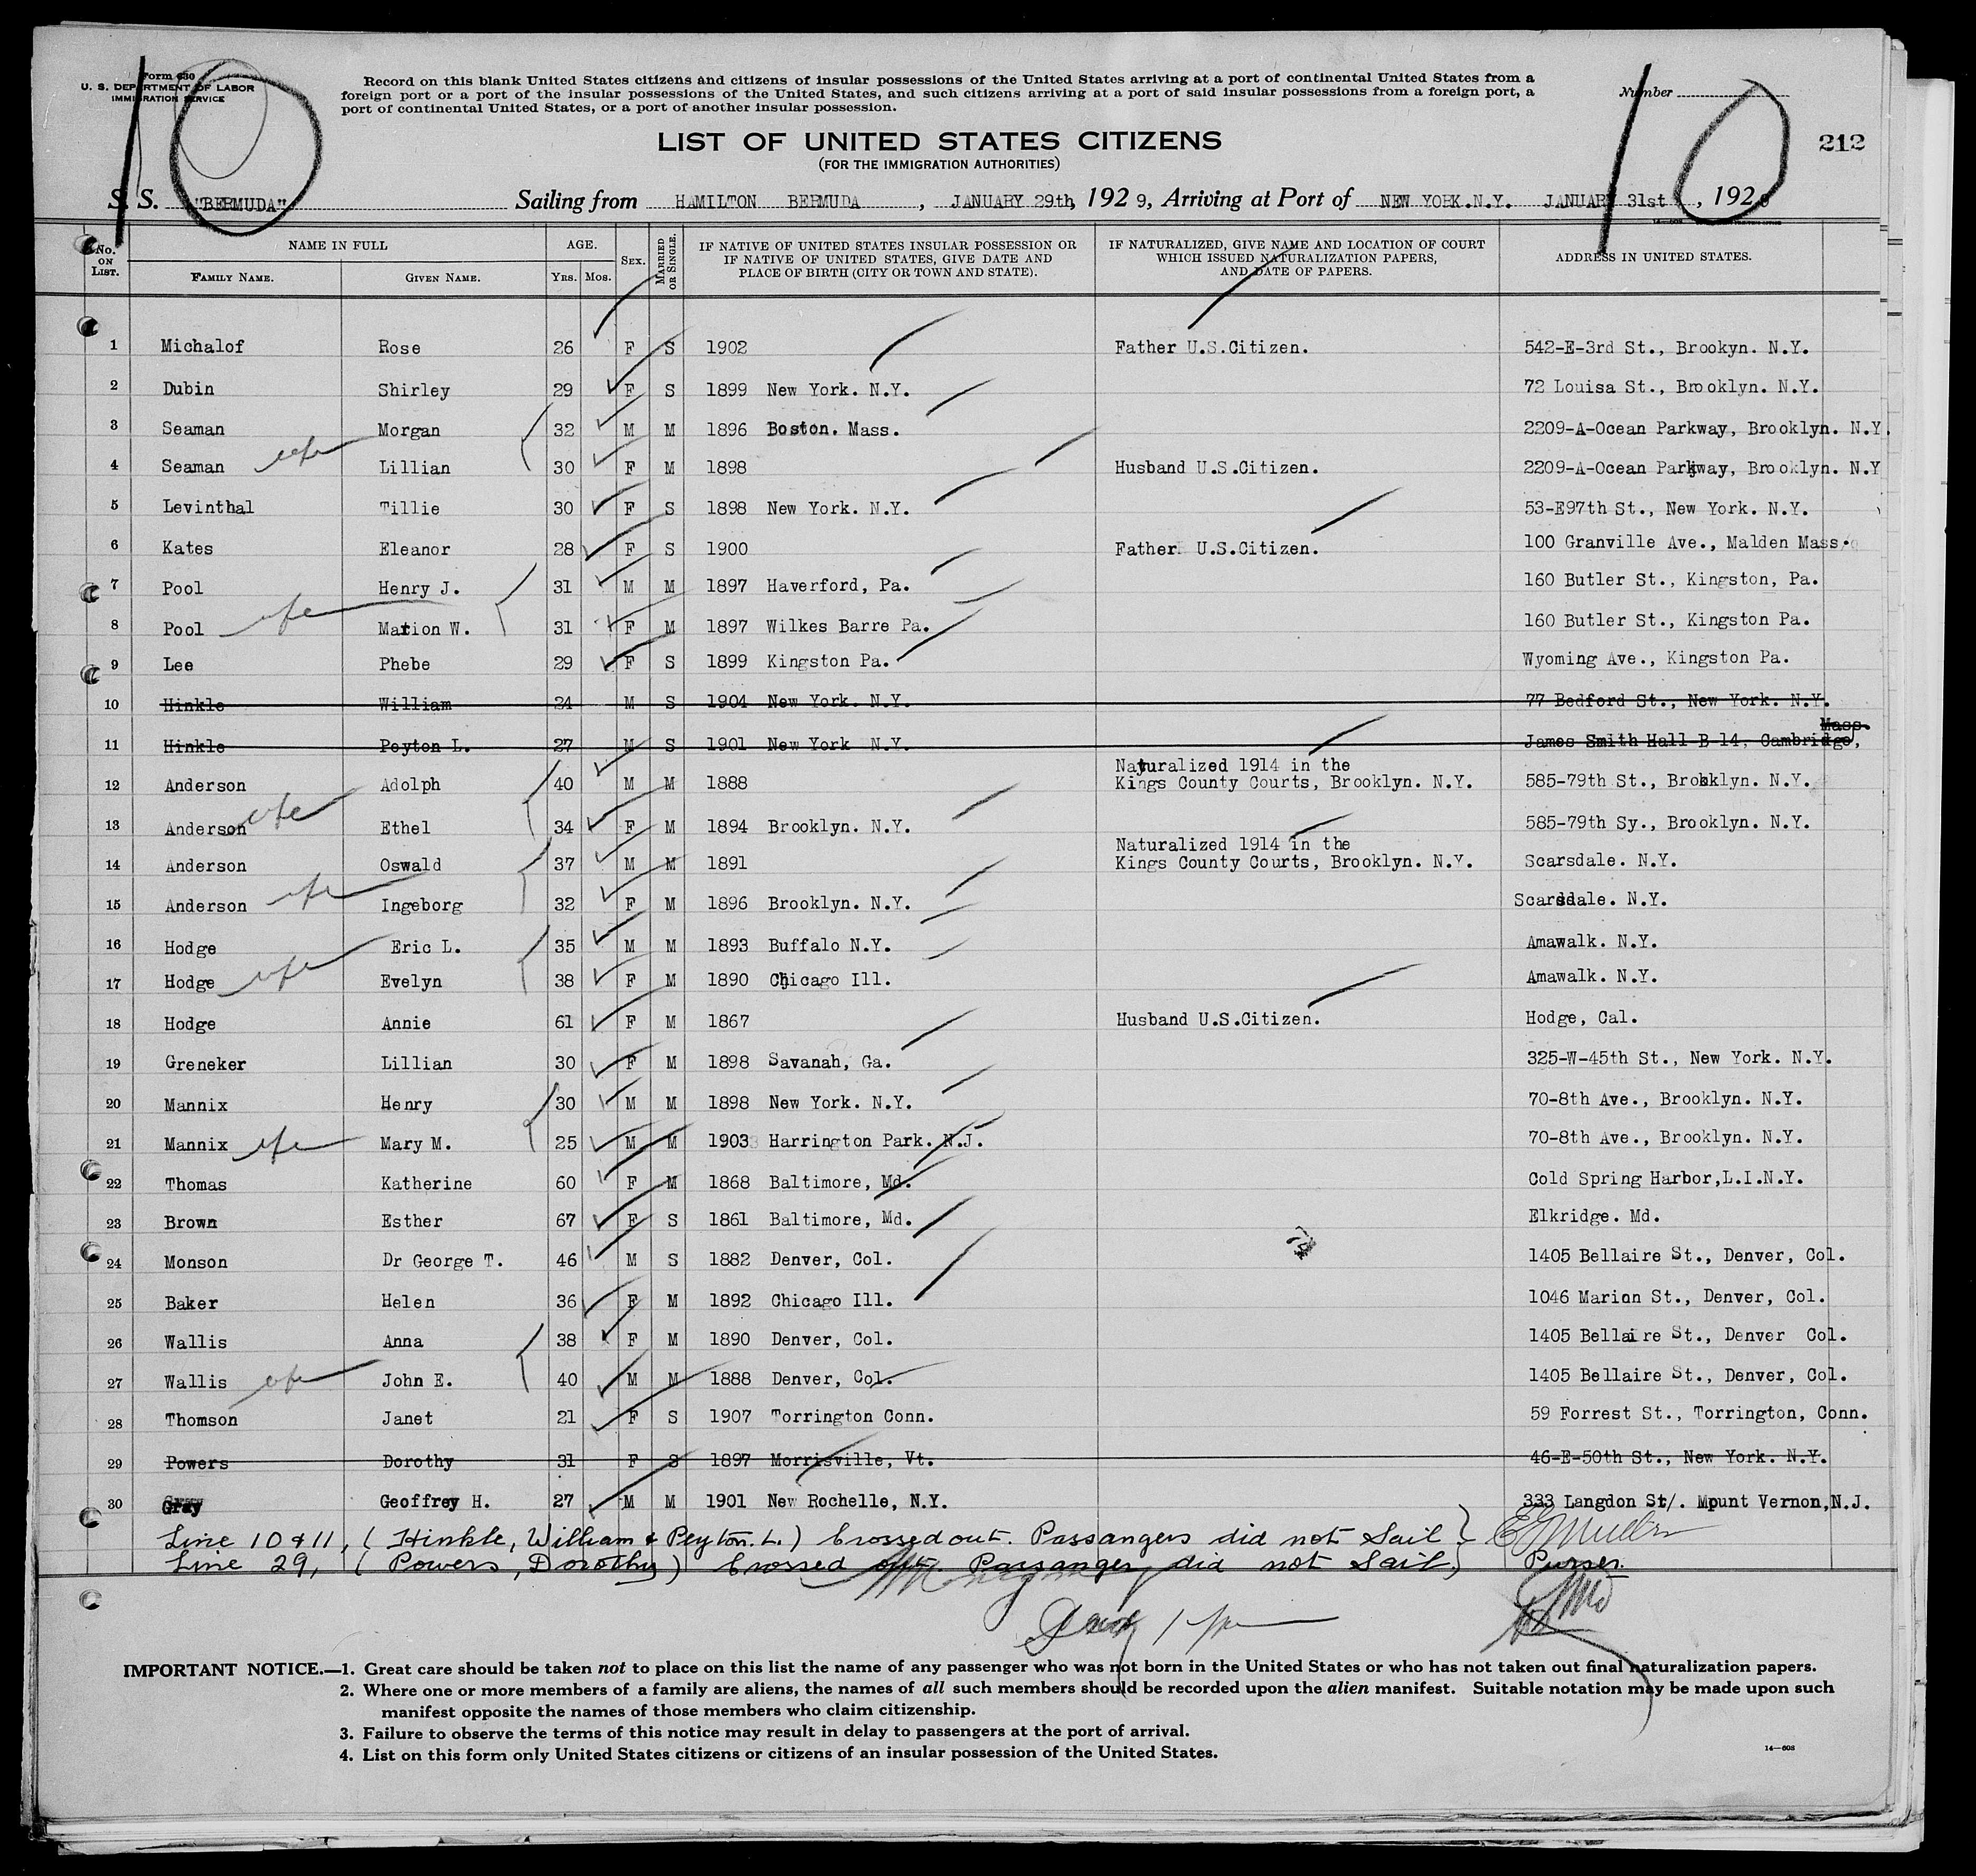 Form 630
U. S. DEPARTMENT OF LABOR
IMMIGRATION SERVICE
10
Record on this blank United States citizens and citizens of insular possessions of the United States arriving at a port of continental United States from a
foreign port or a port of the insular possessions of the United States, and such citizens arriving at a port of said insular possessions from a foreign port, a
port of continental United States, or a port of another insular possession.
Number
10
212
LIST OF UNITED STATES CITIZENS
(FOR THE IMMIGRATION AUTHORITIES)
S. S. "BERMUDA" Sailing from HAMILTON BERMUDA , JANUARY 29th, 1929, Arriving at Port of NEW YORK.N.Y. JANUARY 31st , 1929
No. ON LIST. NAME IN FULL FAMILY NAME. GIVEN NAME. AGE. YRS. MOS. SEX. MARRIED OR SINGLE. IF NATIVE OF UNITED STATES INSULAR POSSESSION OR IF NATIVE OF UNITED STATES, GIVE DATE AND PLACE OF BIRTH (CITY OR TOWN AND STATE). IF NATURALIZED, GIVE NAME AND LOCATION OF COURT WHICH ISSUED NATURALIZATION PAPERS, AND DATE OF PAPERS. ADDRESS IN UNITED STATES.
1 Michalof Rose 26 F S 1902 Father U.S.Citizen. 542-E-3rd St., Brookyn. N.Y.
2 Dubin Shirley 29 F S 1899 New York. N.Y. 72 Louisa St., Brooklyn. N.Y.
3 Seaman Morgan 32 M M 1896 Boston. Mass. 2209-A-Ocean Parkway, Brooklyn. N.Y.
4 Seaman wfe Lillian 30 F M 1898 Husband U.S.Citizen. 2209-A-Ocean Parkway, Brooklyn. N.Y
5 Levinthal Tillie 30 F S 1898 New York. N.Y. 53-E97th St., New York. N.Y.
6 Kates Eleanor 28 F S 1900 Father U.S.Citizen. 100 Granville Ave., Malden Mass.
7 Pool Henry J. 31 M M 1897 Haverford, Pa. 160 Butler St., Kingston, Pa.
8 Pool wfe Marion W. 31 F M 1897 Wilkes Barre Pa. 160 Butler St., Kingston Pa.
9 Lee Phebe 29 F S 1899 Kingston Pa. Wyoming Ave., Kingston Pa.
10 Hinkle William 24 M S 1904 New York. N.Y. 77 Bedford St., New York. N.Y.
11 Hinkle Peyton L. 27 M S 1901 New York N.Y. James Smith Hall B-14, Cambridge, Mass.
12 Anderson Adolph 40 M M 1888 Naturalized 1914 in the Kings County Courts, Brooklyn. N.Y. 585-79th St., Brooklyn. N.Y.
13 Anderson wfe Ethel 34 F M 1894 Brooklyn. N.Y. 585-79th Sy., Brooklyn. N.Y.
14 Anderson Oswald 37 M M 1891 Naturalized 1914 in the Kings County Courts, Brooklyn. N.Y. Scarsdale. N.Y.
15 Anderson wfe Ingeborg 32 F M 1896 Brooklyn. N.Y. Scarsdale. N.Y.
16 Hodge Eric L. 35 M M 1893 Buffalo N.Y. Amawalk. N.Y.
17 Hodge wfe Evelyn 38 F M 1890 Chicago Ill. Amawalk. N.Y.
18 Hodge Annie 61 F M 1867 Husband U.S.Citizen. Hodge, Cal.
19 Greneker Lillian 30 F M 1898 Savanah, Ga. 325-W-45th St., New York. N.Y.
20 Mannix Henry 30 M M 1898 New York. N.Y. 70-8th Ave., Brooklyn. N.Y.
21 Mannix wfe Mary M. 25 M M 1903 Harrington Park. N.J. 70-8th Ave., Brooklyn. N.Y.
22 Thomas Katherine 60 F M 1868 Baltimore, Md. Cold Spring Harbor,L.I.N.Y.
23 Brown Esther 67 F S 1861 Baltimore, Md. Elkridge. Md.
24 Monson Dr George T. 46 M S 1882 Denver, Col. 1405 Bellaire St., Denver, Col.
25 Baker Helen 36 F M 1892 Chicago Ill. 1046 Marion St., Denver, Col.
26 Wallis Anna 38 F M 1890 Denver, Col. 1405 Bellaire St., Denver Col.
27 Wallis wfe John E. 40 M M 1888 Denver, Col. 1405 Bellaire St., Denver, Col.
28 Thomson Janet 21 F S 1907 Torrington Conn. 59 Forrest St., Torrington, Conn.
29 Powers Dorothy 31 F S 1897 Morrisville, Vt. 46-E-50th St., New York. N.Y.
30 Gray Geoffrey H. 27 M M 1901 New Rochelle, N.Y. 333 Langdon St/. Mount Vernon,N.J.
Line 10 & 11, ( Hinkle, William & Peyton. L.) Crossed out. Passangers did not Sail } E G Muller
Line 29, ( Powers, Dorothy) Crossed out. Passanger did not Sail, } Purser.
IMPORTANT NOTICE.—1. Great care should be taken not to place on this list the name of any passenger who was not born in the United States or who has not taken out final naturalization papers.
2. Where one or more members of a family are aliens, the names of all such members should be recorded upon the alien manifest. Suitable notation may be made upon such
manifest opposite the names of those members who claim citizenship.
3. Failure to observe the terms of this notice may result in delay to passengers at the port of arrival.
4. List on this form only United States citizens or citizens of an insular possession of the United States.
14—608